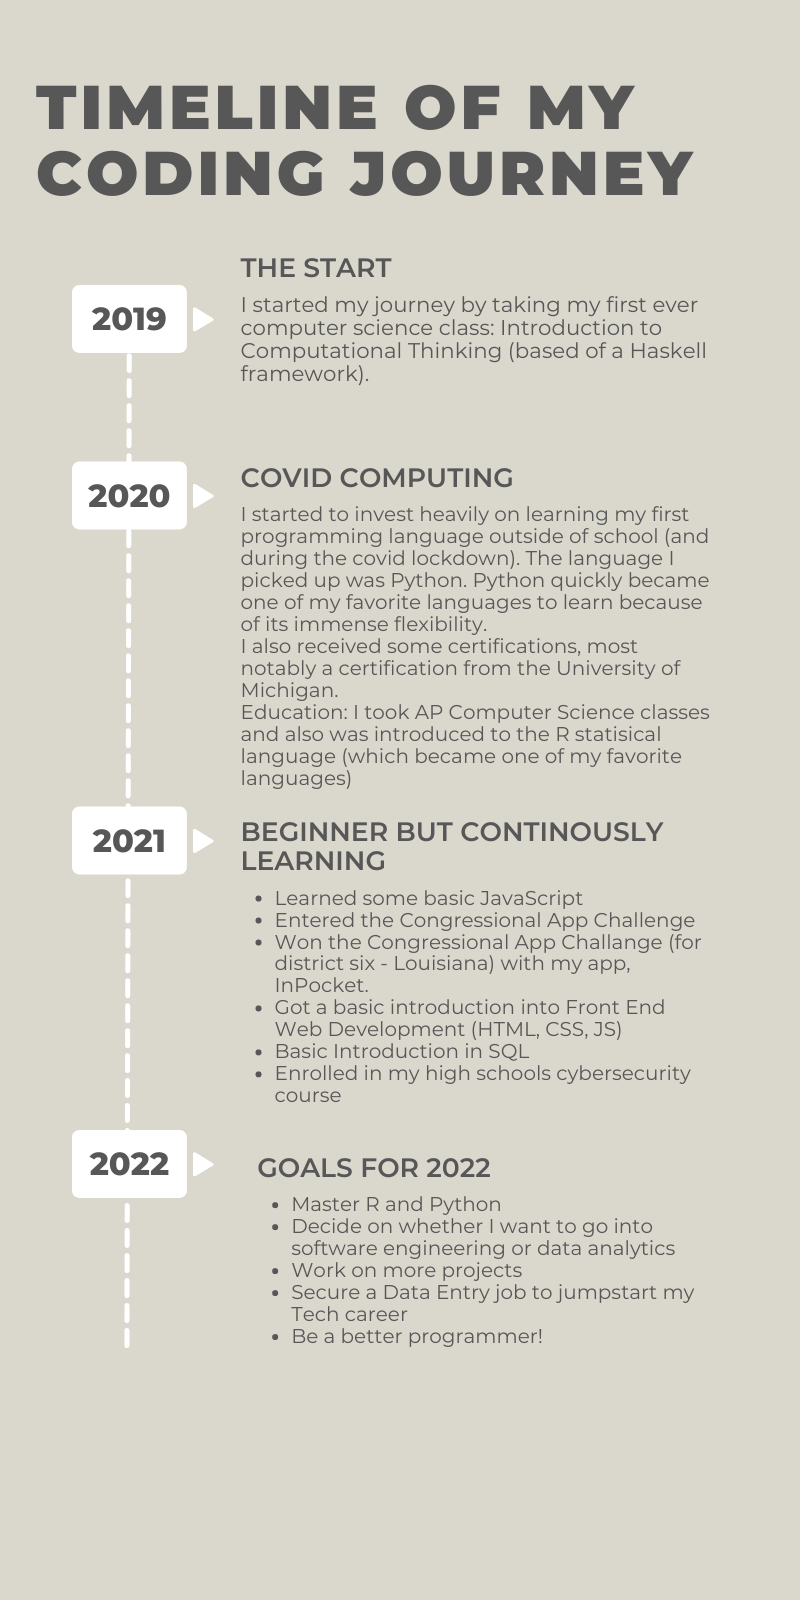 TIMELINE OF MY
CODING JOURNEY
2019
THE START
I started my journey by taking my first ever
computer science class: Introduction to
Computational Thinking (based of a Haskell
framework).
2020
COVID COMPUTING
I started to invest heavily on learning my first
programming language outside of school (and
during the covid lockdown). The language I
picked up was Python. Python quickly became
one of my favorite languages to learn because
of its immense flexibility.
I also received some certifications, most
notably a certification from the University of
Michigan.
Education: I took AP Computer Science classes
and also was introduced to the R statisical
language (which became one of my favorite
languages)
2021
BEGINNER BUT CONTINOUSLY
LEARNING
• Learned some basic JavaScript
• Entered the Congressional App Challenge
• Won the Congressional App Challange (for
district six - Louisiana) with my app,
InPocket.
• Got a basic introduction into Front End
Web Development (HTML, CSS, JS)
• Basic Introduction in SQL
• Enrolled in my high schools cybersecurity
course
2022
GOALS FOR 2022
• Master R and Python
• Decide on whether I want to go into
software engineering or data analytics
• Work on more projects
• Secure a Data Entry job to jumpstart my
Tech career
• Be a better programmer!